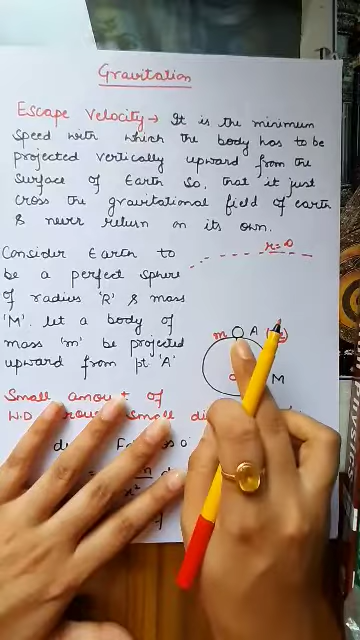 Gravitation
Escape Velocity → It is the minimum
speed with which the body has to be
projected vertically upward from the
surface of Earth so, that it just
cross the gravitational field of earth
& never return on its own.
r = ∞
Consider Earth to
be a perfect sphere
of radius 'R' & mass
'M'. let a body of
mass 'm' be projected
upward from pt 'A'
m A
M
Small amount of
W.D Small
of